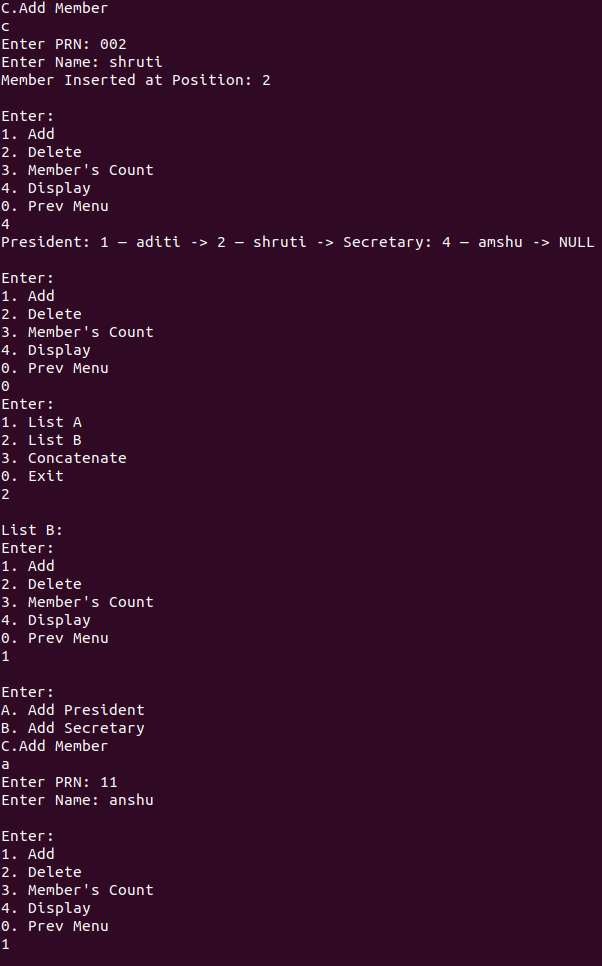 C.Add Member
c
Enter PRN: 002
Enter Name: shruti
Member Inserted at Position: 2
Enter:
1. Add
2. Delete
3. Member's Count
4. Display
0. Prev Menu
4
President: 1 – aditi -> 2 – shruti -> Secretary: 4 – amshu -> NULL
Enter:
1. Add
2. Delete
3. Member's Count
4. Display
0. Prev Menu
0
Enter:
1. List A
2. List B
3. Concatenate
0. Exit
2
List B:
Enter:
1. Add
2. Delete
3. Member's Count
4. Display
0. Prev Menu
1
Enter:
A. Add President
B. Add Secretary
C.Add Member
a
Enter PRN: 11
Enter Name: anshu
Enter:
1. Add
2. Delete
3. Member's Count
4. Display
0. Prev Menu
1